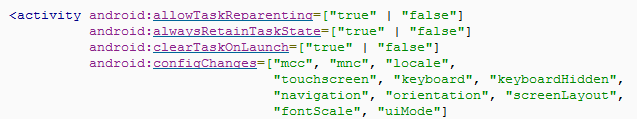 <activity android:allowTaskReparenting=["true" | "false"]
android:alwaysRetainTaskState=["true" | "false"]
android:clearTaskOnLaunch=["true" | "false"]
android:configChanges=["mcc", "mnc", "locale",
"touchscreen", "keyboard", "keyboardHidden",
"navigation", "orientation", "screenLayout",
"fontScale", "uiMode"]